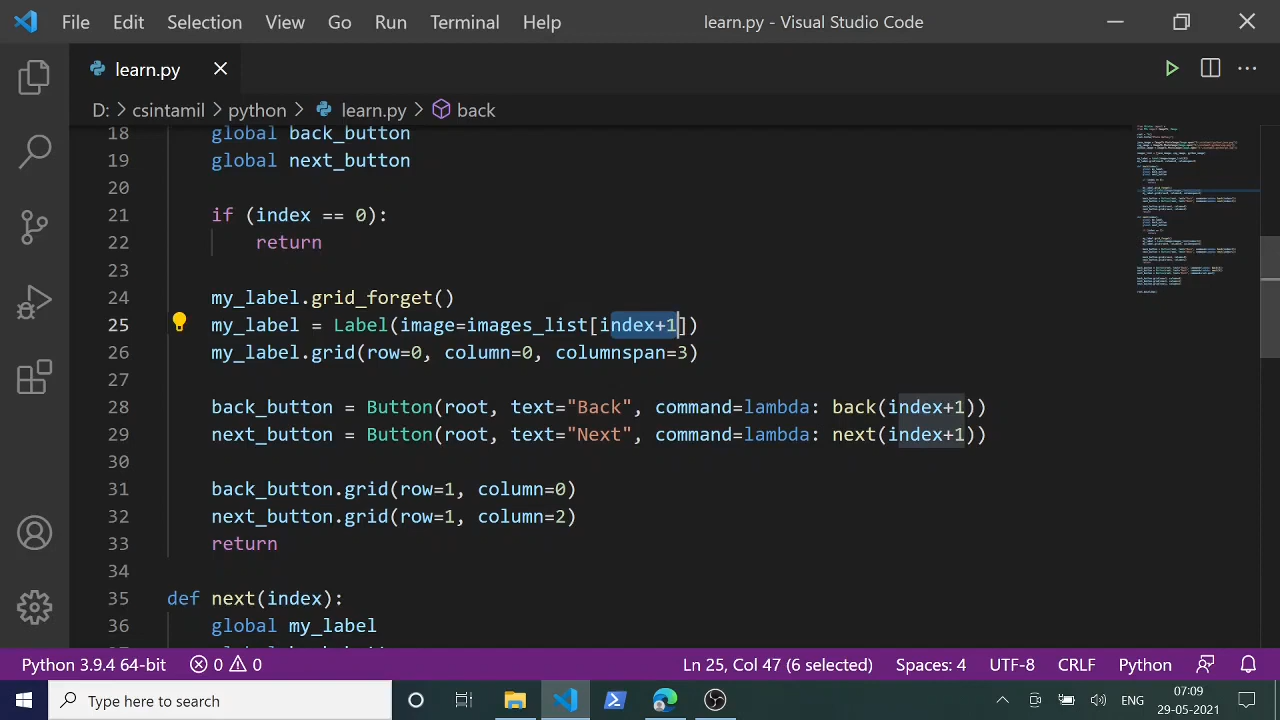 File Edit Selection View Go Run Terminal Help learn.py - Visual Studio Code
learn.py
D: > csintamil > python > learn.py > back
18 global back_button
19 global next_button
20
21 if (index == 0):
22 return
23
24 my_label.grid_forget()
25 my_label = Label(image=images_list[index+1])
26 my_label.grid(row=0, column=0, columnspan=3)
27
28 back_button = Button(root, text="Back", command=lambda: back(index+1))
29 next_button = Button(root, text="Next", command=lambda: next(index+1))
30
31 back_button.grid(row=1, column=0)
32 next_button.grid(row=1, column=2)
33 return
34
35 def next(index):
36 global my_label
Python 3.9.4 64-bit 0 0 Ln 25, Col 47 (6 selected) Spaces: 4 UTF-8 CRLF Python
Type here to search ENG 07:09
29-05-2021